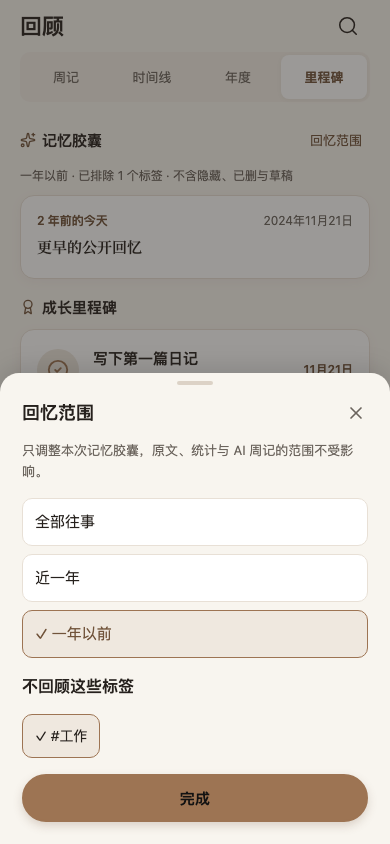 回顾
周记 时间线 年度 里程碑
记忆胶囊 回忆范围
一年以前 · 已排除 1 个标签 · 不含隐藏、已删与草稿
2 年前的今天 2024年11月21日
更早的公开回忆
成长里程碑
写下第一篇日记
11月21日
回忆范围
只调整本次记忆胶囊，原文、统计与 AI 周记的范围不受影
响。
全部往事
近一年
✓ 一年以前
不回顾这些标签
✓ #工作
完成